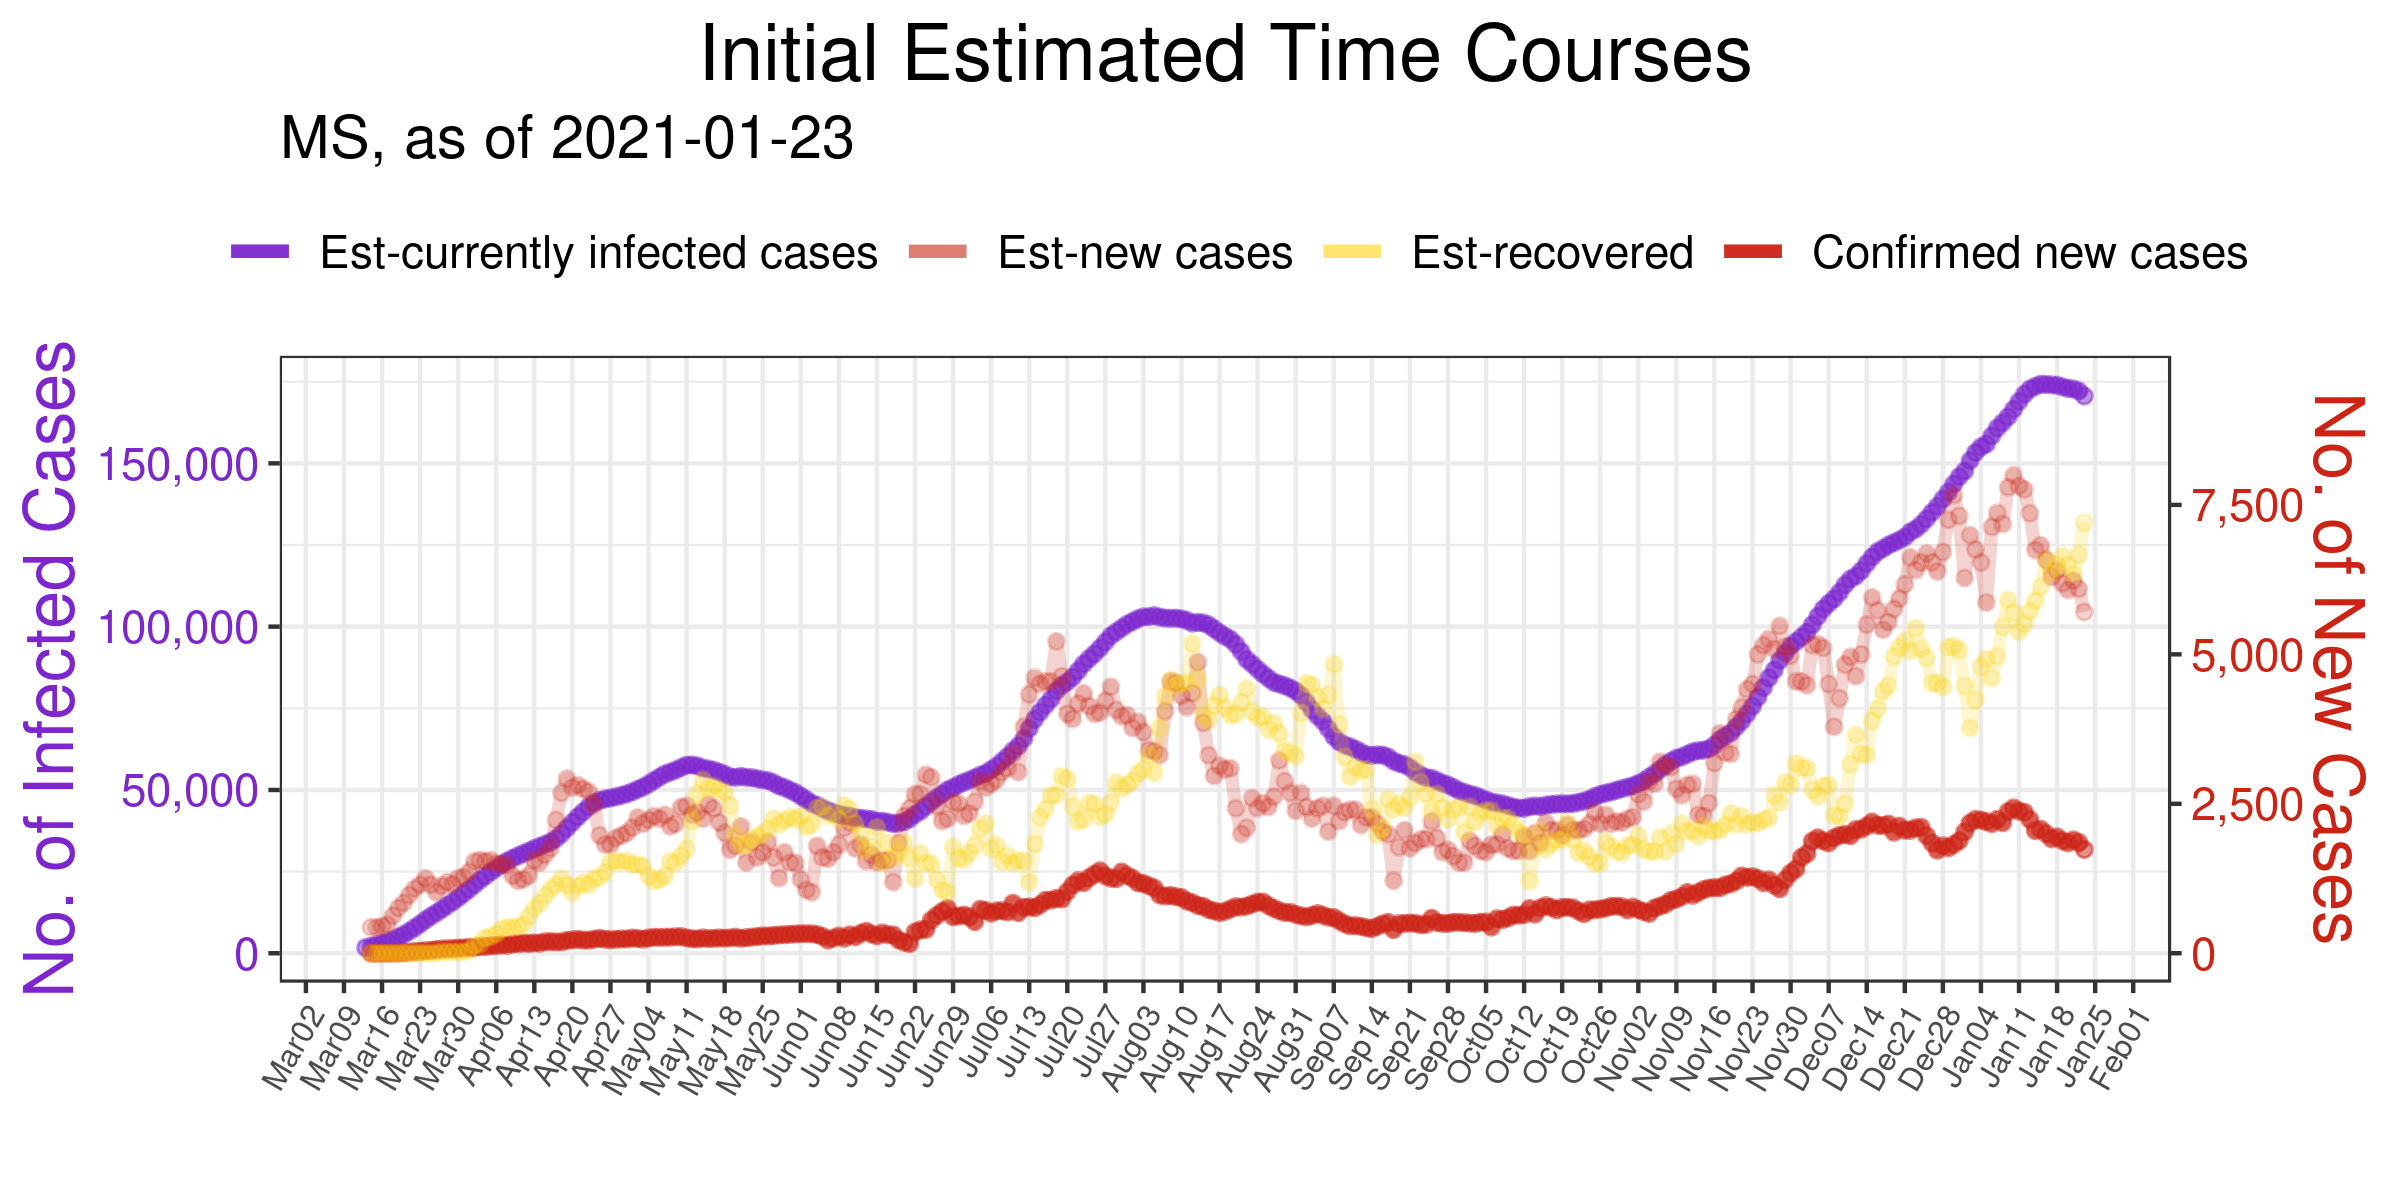 Initial Estimated Time Courses
MS, as of 2021-01-23
Est-currently infected cases Est-new cases Est-recovered Confirmed new cases
No. of Infected Cases
150,000
100,000
50,000
0
No. of New Cases
7,500
5,000
2,500
0
Mar02 Mar09 Mar16 Mar23 Mar30 Apr06 Apr13 Apr20 Apr27 May04 May11 May18 May25 Jun01 Jun08 Jun15 Jun22 Jun29 Jul06 Jul13 Jul20 Jul27 Aug03 Aug10 Aug17 Aug24 Aug31 Sep07 Sep14 Sep21 Sep28 Oct05 Oct12 Oct19 Oct26 Nov02 Nov09 Nov16 Nov23 Nov30 Dec07 Dec14 Dec21 Dec28 Jan04 Jan11 Jan18 Jan25 Feb01